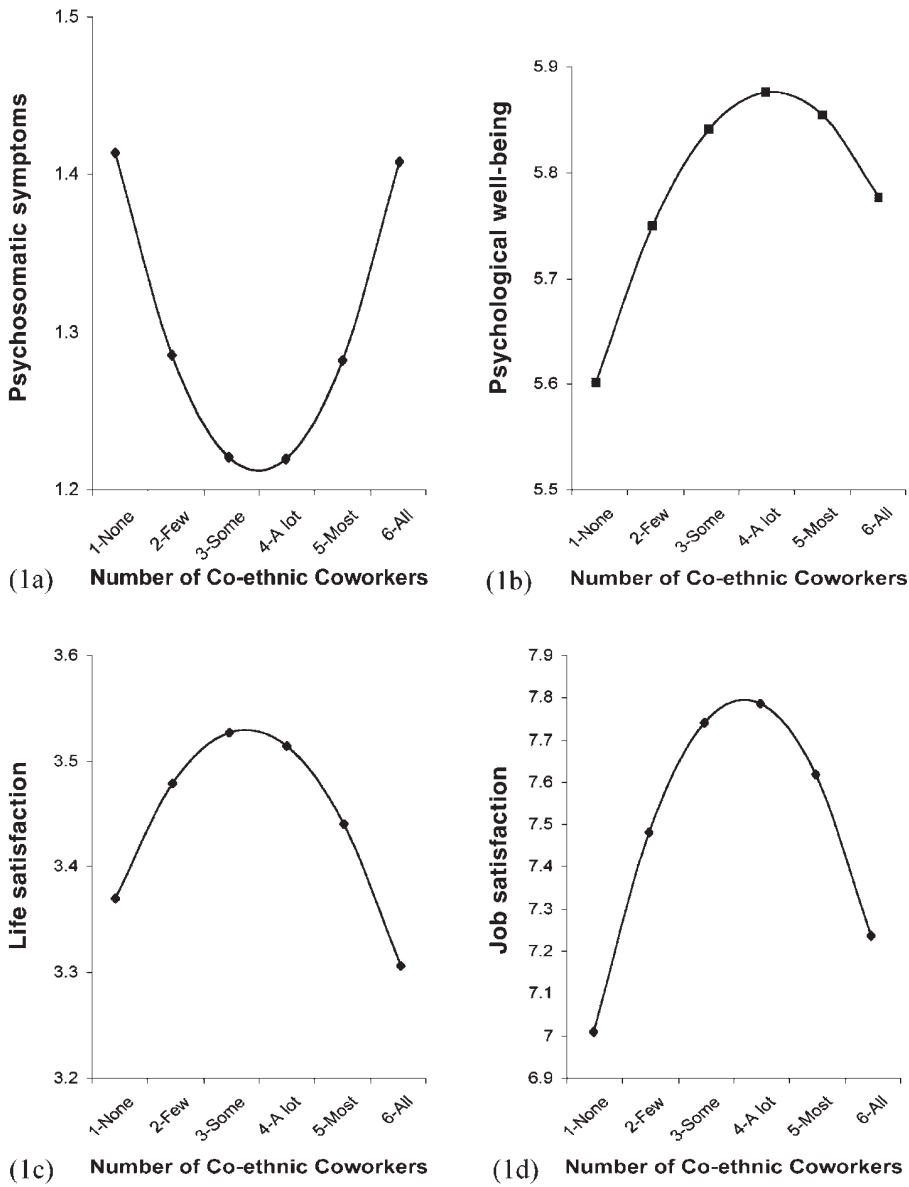 Psychosomatic symptoms
1.5
1.4
1.3
1.2
1-None
2-Few
3-Some
4-A lot
5-Most
6-All
(1a) Number of Co-ethnic Coworkers
Psychological well-being
5.9
5.8
5.7
5.6
5.5
1-None
2-Few
3-Some
4-A lot
5-Most
6-All
(1b) Number of Co-ethnic Coworkers
Life satisfaction
3.6
3.5
3.4
3.3
3.2
1-None
2-Few
3-Some
4-A lot
5-Most
6-All
(1c) Number of Co-ethnic Coworkers
Job satisfaction
7.9
7.8
7.7
7.6
7.5
7.4
7.3
7.2
7.1
7
6.9
1-None
2-Few
3-Some
4-A lot
5-Most
6-All
(1d) Number of Co-ethnic Coworkers